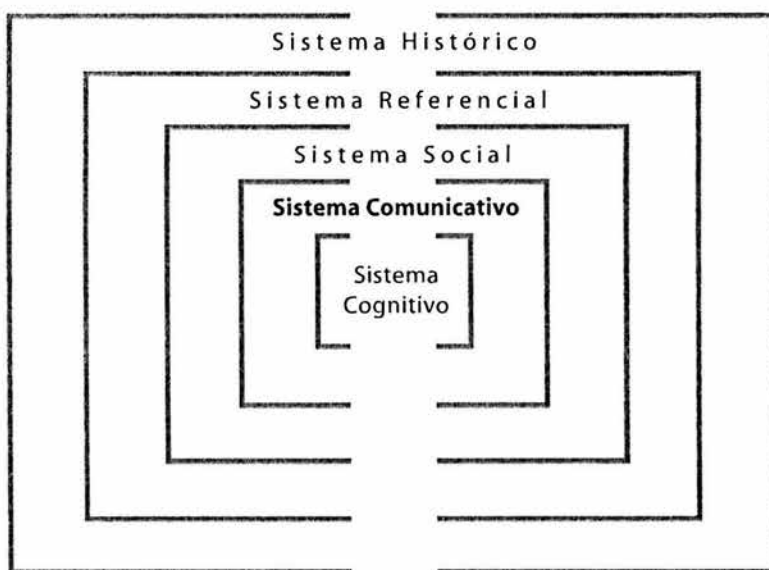 Sistema Histórico
Sistema Referencial
Sistema Social
Sistema Comunicativo
Sistema
Cognitivo